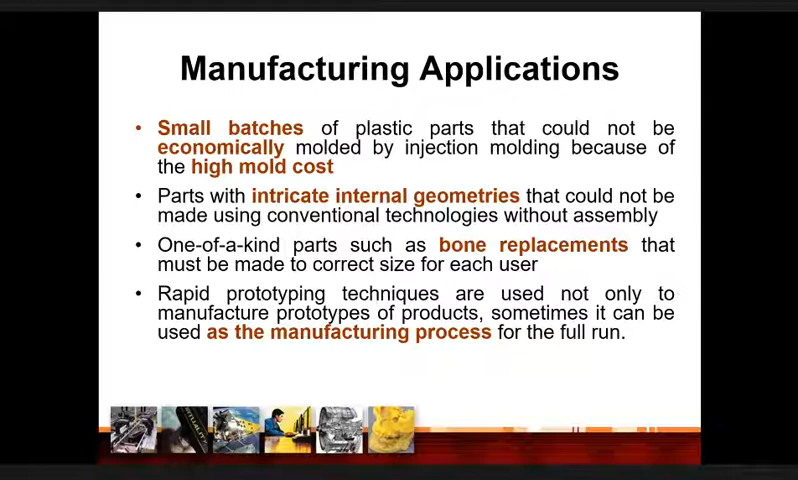 Manufacturing Applications
• Small batches of plastic parts that could not be
economically molded by injection molding because of
the high mold cost
• Parts with intricate internal geometries that could not be
made using conventional technologies without assembly
• One-of-a-kind parts such as bone replacements that
must be made to correct size for each user
• Rapid prototyping techniques are used not only to
manufacture prototypes of products, sometimes it can be
used as the manufacturing process for the full run.